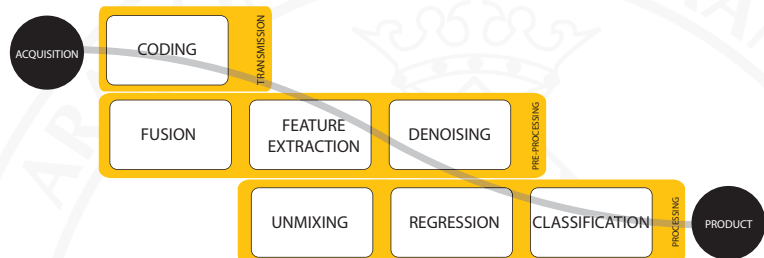 ACQUISITION
CODING
TRANSMISSION
FUSION
FEATURE
EXTRACTION
DENOISING
PRE-PROCESSING
UNMIXING
REGRESSION
CLASSIFICATION
PROCESSING
PRODUCT